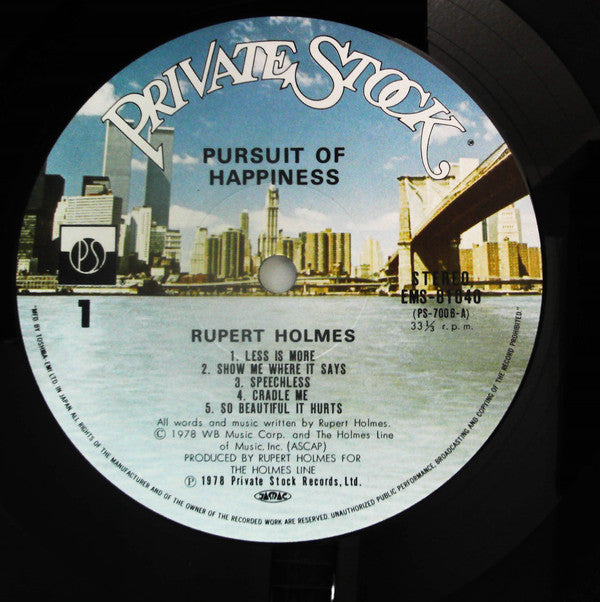 PRIVATE STOCK
PURSUIT OF
HAPPINESS
PS
1
STEREO
EMS-81040
(PS-7006-A)
33⅓ r.p.m.
RUPERT HOLMES
1. LESS IS MORE
2. SHOW ME WHERE IT SAYS
3. SPEECHLESS
4. CRADLE ME
5. SO BEAUTIFUL IT HURTS
All words and music written by Rupert Holmes.
© 1978 WB Music Corp. and The Holmes Line
of Music, Inc. (ASCAP)
PRODUCED BY RUPERT HOLMES FOR
THE HOLMES LINE
℗ 1978 Private Stock Records, Ltd.
JASRAC
"MFD BY TOSHIBA-EMI LTD. IN JAPAN ALL RIGHTS OF THE MANUFACTURER AND OF THE OWNER OF THE RECORDED WORK ARE RESERVED. UNAUTHORIZED PUBLIC PERFORMANCE BROADCASTING AND COPYING OF THE RECORD PROHIBITED."